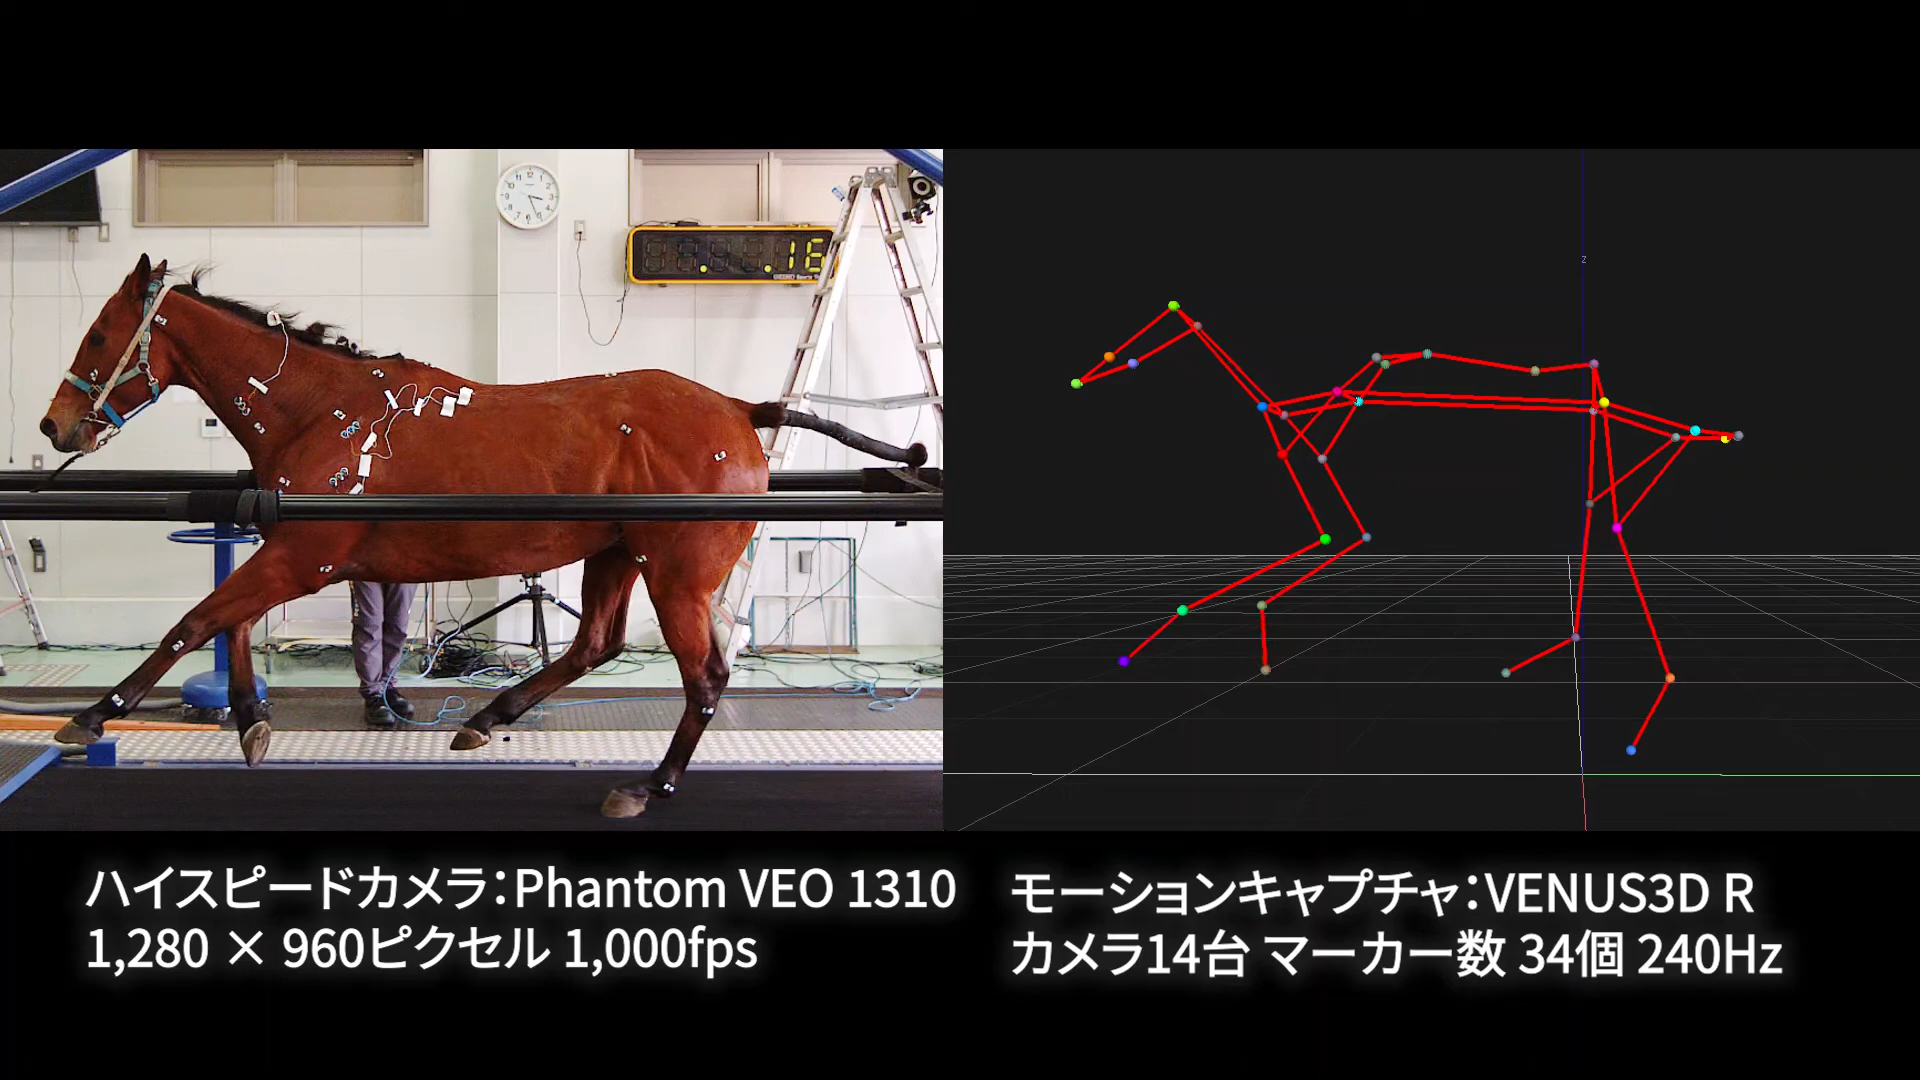 16
z
ハイスピードカメラ：Phantom VEO 1310
1,280 × 960ピクセル 1,000fps
モーションキャプチャ：VENUS3D R
カメラ14台 マーカー数 34個 240Hz